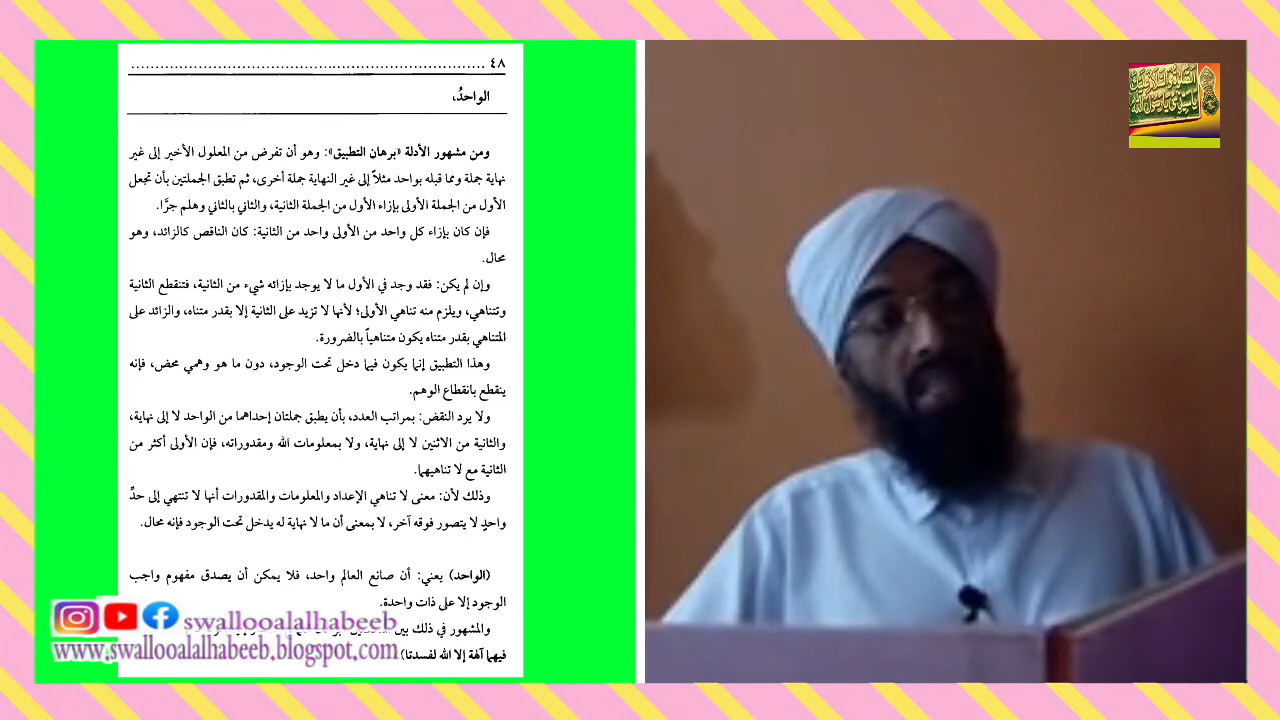 ٤٨
الواحدُ،
ومن مشهور الأدلة «برهان التطبيق»: وهو أن تفرض من المعلول الأخير إلى غير
نهاية جملة ومما قبله بواحد مثلاً إلى غير النهاية جملة أخرى، ثم تطبق الجملتين بأن تجعل
الأول من الجملة الأولى بإزاء الأول من الجملة الثانية، والثاني بالثاني وهلم جرَّا.
فإن كان بإزاء كل واحد من الأولى واحد من الثانية: كان الناقص كالزائد، وهو
محال.
وإن لم يكن: فقد وجد في الأول ما لا يوجد بإزائه شيء من الثانية، فتنقطع الثانية
وتتناهي، ويلزم منه تناهي الأولى؛ لأنها لا تزيد على الثانية إلا بقدر متناه، والزائد على
المتناهي بقدر متناه يكون متناهياً بالضرورة.
وهذا التطبيق إنما يكون فيما دخل تحت الوجود، دون ما هو وهمي محض، فإنه
ينقطع بانقطاع الوهم.
ولا يرد النقض: بمراتب العدد، بأن يطبق جملتان إحداهما من الواحد لا إلى نهاية،
والثانية من الاثنين لا إلى نهاية، ولا بمعلومات الله ومقدوراته، فإن الأولى أكثر من
الثانية مع لا تناهيهما.
وذلك لأن: معنى لا تناهي الإعداد والمعلومات والمقدورات أنها لا تنتهي إلى حدٍّ
واحدٍ لا يتصور فوقه آخر، لا بمعنى أن ما لا نهاية له يدخل تحت الوجود فإنه محال.
(الواحد) يعني: أن صانع العالم واحد، فلا يمكن أن يصدق مفهوم واجب
الوجود إلا على ذات واحدة.
والمشهور في ذلك بين
فيهما آلهة إلا الله لفسدتا)
swallooalalhabeeb
www.swallooalalhabeeb.blogspot.com